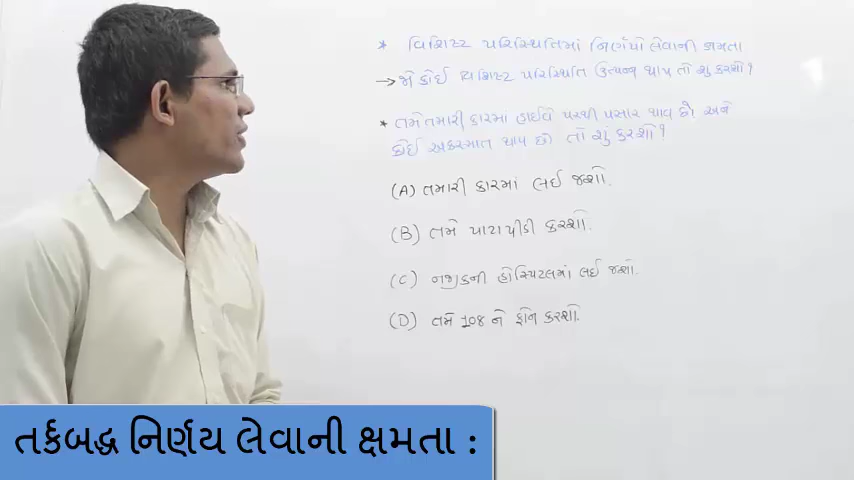 * વિશિષ્ટ પરિસ્થિતિમાં નિર્ણયો લેવાની ક્ષમતા
→ જો કોઈ વિશિષ્ટ પરિસ્થિતિ ઉત્પન્ન થાય તો શું કરશો?
* તમે તમારી કારમાં હાઈવે પરથી પસાર થાવ છો અને
કોઈ અકસ્માત થાય છો તો શું કરશો?
(A) તમારી કારમાં લઈ જશો.
(B) તમે પાટાપીંડી કરશો.
(C) નજીકની હોસ્પિટલમાં લઈ જશો.
(D) તમે 108 ને ફોન કરશો.
તર્કબદ્ધ નિર્ણય લેવાની ક્ષમતા :